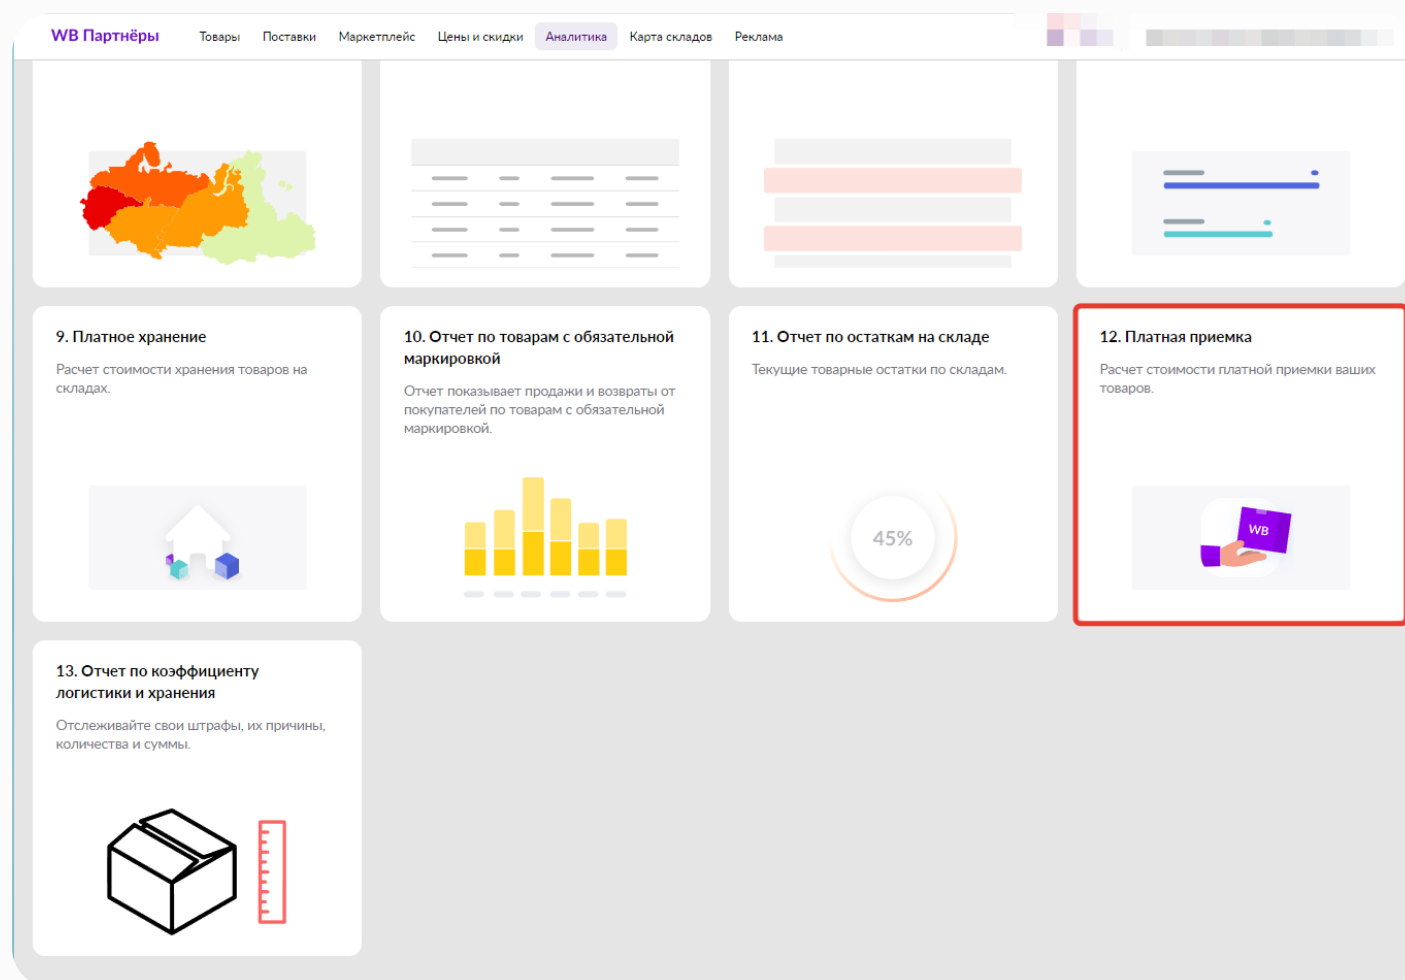 WB Партнёры Товары Поставки Маркетплейс Цены и скидки Аналитика Карта складов Реклама
9. Платное хранение
Расчет стоимости хранения товаров на
складах.
10. Отчет по товарам с обязательной
маркировкой
Отчет показывает продажи и возвраты от
покупателей по товарам с обязательной
маркировкой.
11. Отчет по остаткам на складе
Текущие товарные остатки по складам.
45%
12. Платная приемка
Расчет стоимости платной приемки ваших
товаров.
WB
13. Отчет по коэффициенту
логистики и хранения
Отслеживайте свои штрафы, их причины,
количества и суммы.